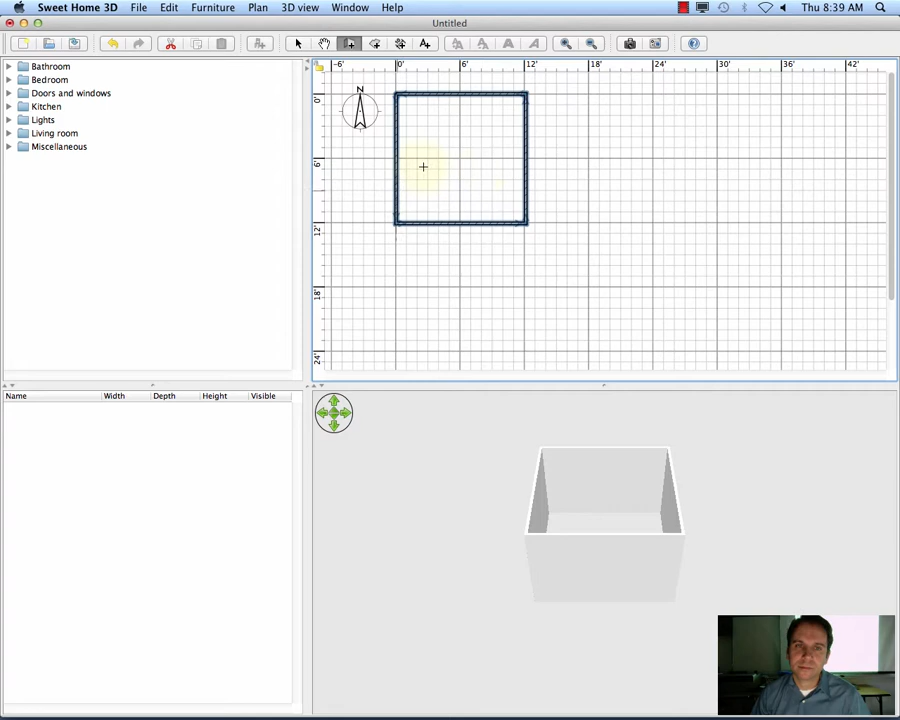 Sweet Home 3D File Edit Furniture Plan 3D view Window Help Thu 8:39 AM
Untitled
-6' 0' 6' 12' 18' 24' 30' 36' 42'
0'
6'
12'
18'
24'
N
Bathroom
Bedroom
Doors and windows
Kitchen
Lights
Living room
Miscellaneous
Name Width Depth Height Visible